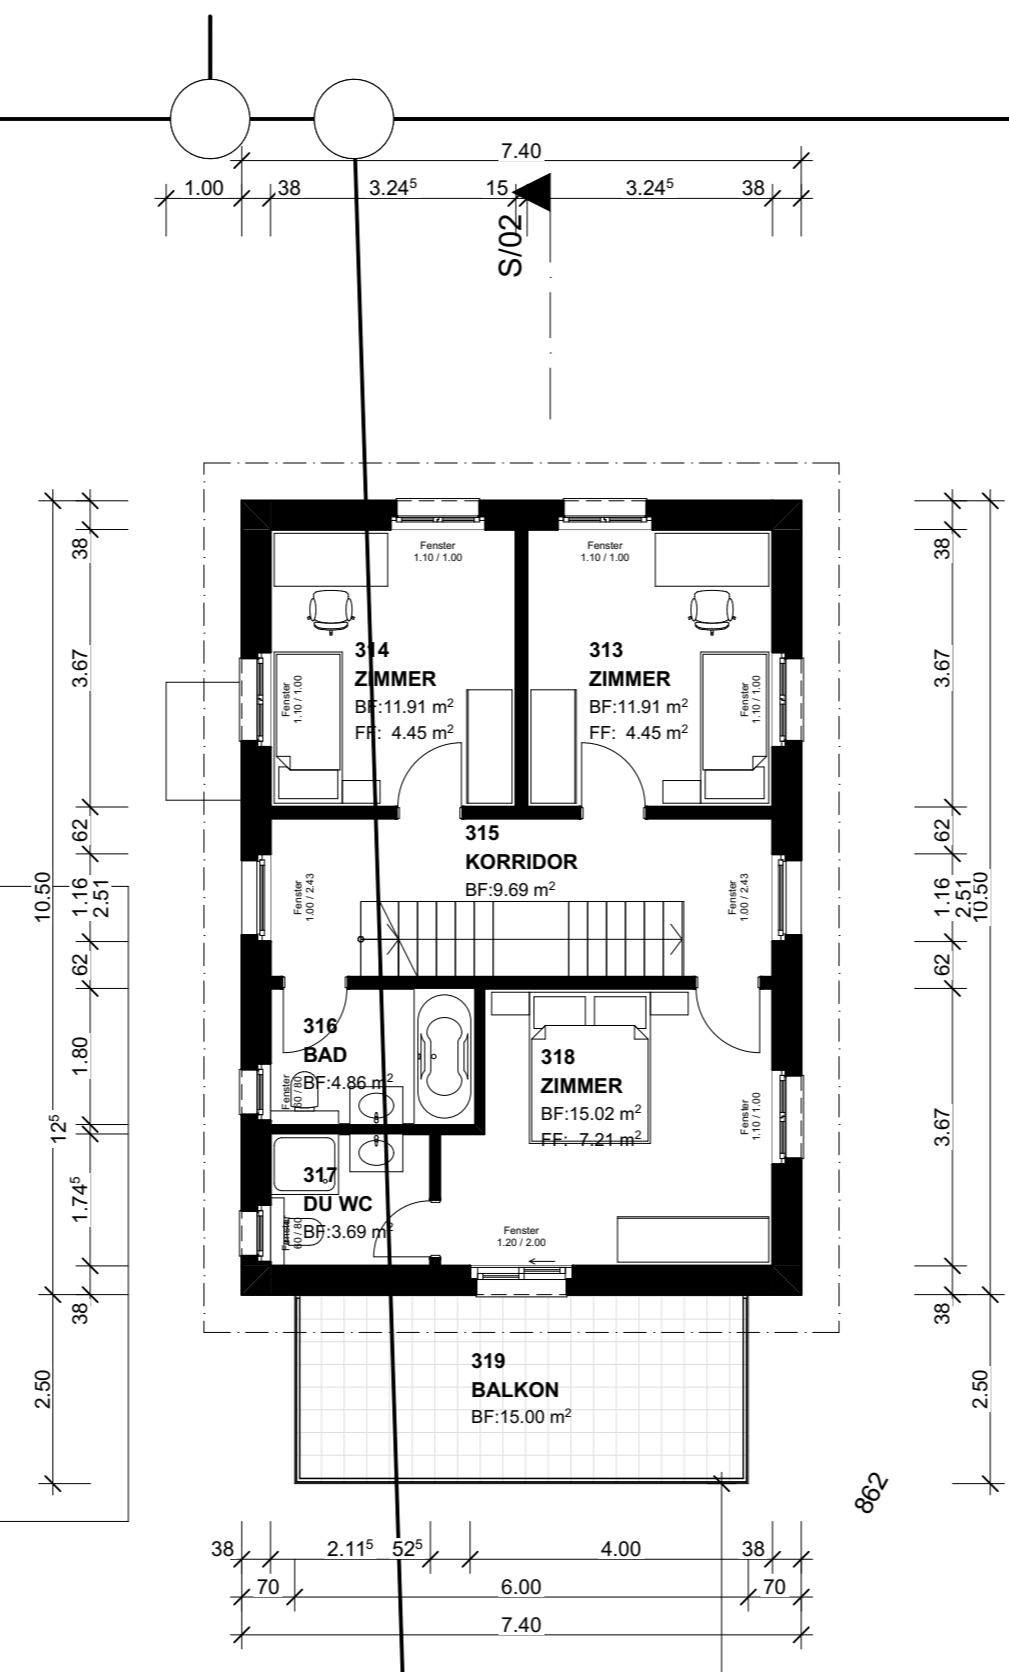 7.40
1.00 38 3.24⁵ 15 3.24⁵ 38
S/02
Fenster
1.10 / 1.00
Fenster
1.10 / 1.00
38
3.67
62
1.16
2.51
62
1.80
12⁵
1.74⁵
38
10.50
2.50
314
ZIMMER
BF:11.91 m²
FF: 4.45 m²
Fenster
1.10 / 1.00
313
ZIMMER
BF:11.91 m²
FF: 4.45 m²
Fenster
1.10 / 1.00
315
KORRIDOR
BF:9.69 m²
Fenster
1.00 / 2.43
Fenster
1.00 / 2.43
316
BAD
BF:4.86 m²
Fenster
60 / 80
318
ZIMMER
BF:15.02 m²
FF: 7.21 m²
Fenster
1.10 / 1.00
317
DU WC
BF:3.69 m²
Fenster
60 / 80
Fenster
1.20 / 2.00
319
BALKON
BF:15.00 m²
38
3.67
62
1.16
2.51
62
3.67
38
10.50
2.50
862
38 2.11⁵ 52⁵ 4.00 38
70 6.00 70
7.40